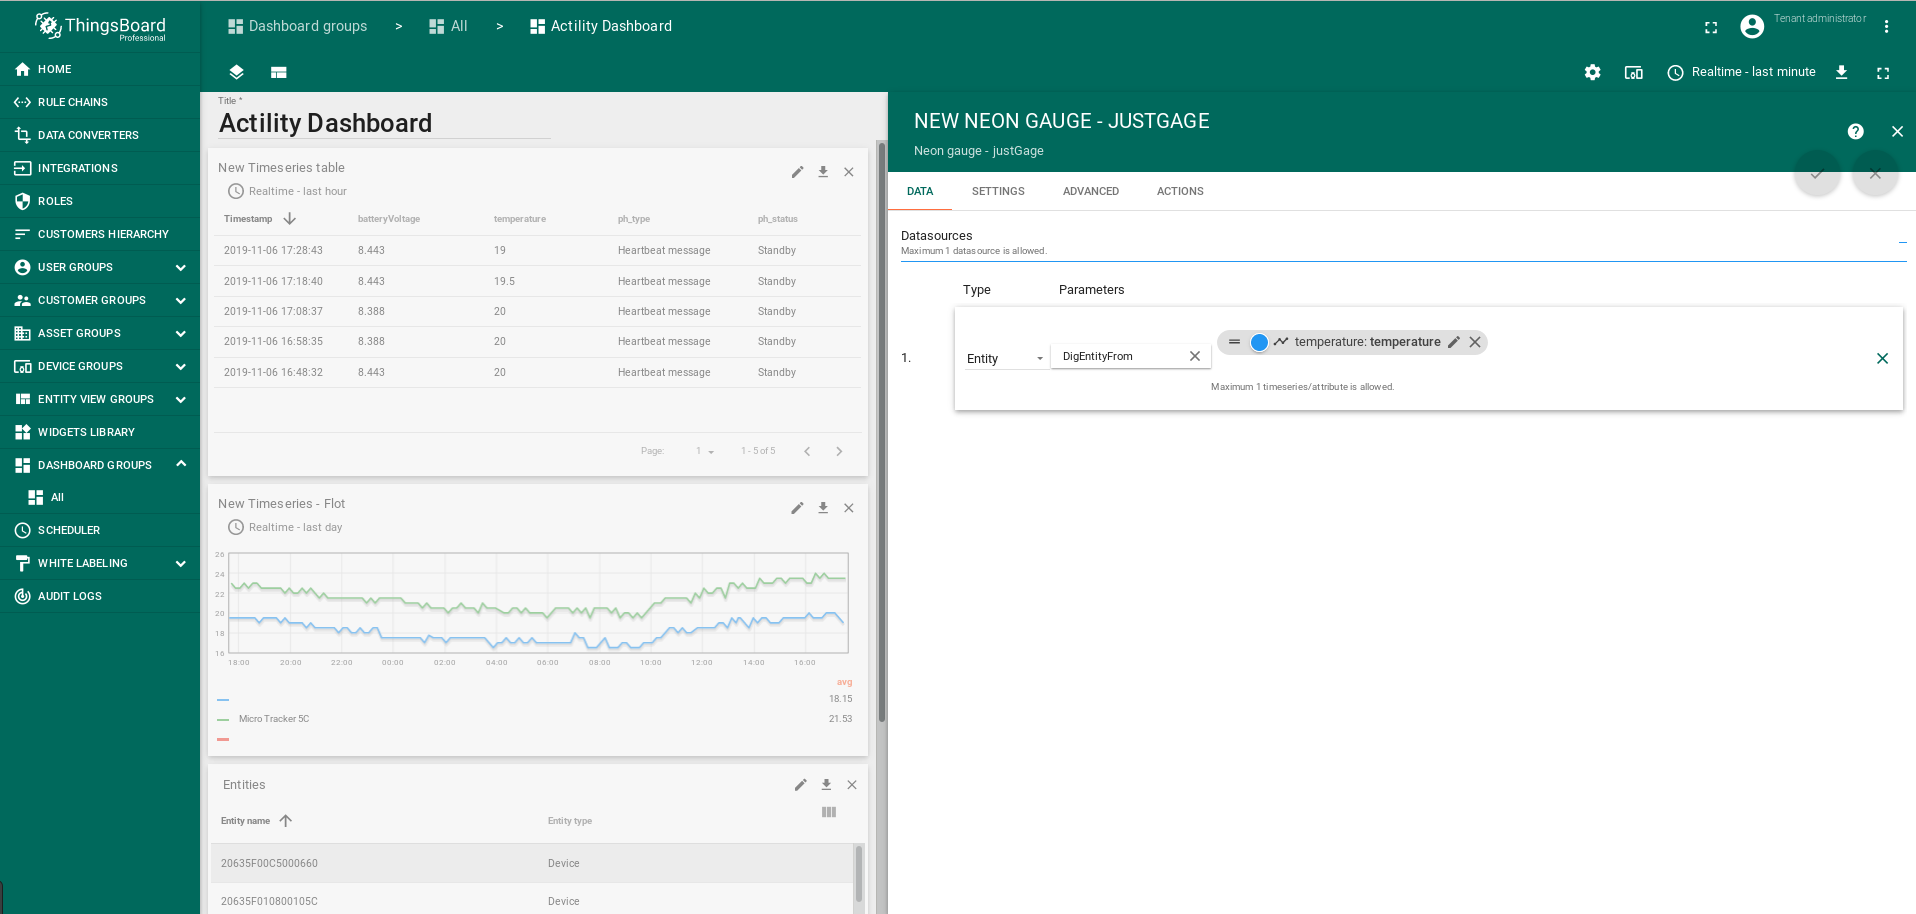 ThingsBoard
Professional
HOME
RULE CHAINS
DATA CONVERTERS
INTEGRATIONS
ROLES
CUSTOMERS HIERARCHY
USER GROUPS
CUSTOMER GROUPS
ASSET GROUPS
DEVICE GROUPS
ENTITY VIEW GROUPS
WIDGETS LIBRARY
DASHBOARD GROUPS
All
SCHEDULER
WHITE LABELING
AUDIT LOGS
Dashboard groups > All > Actility Dashboard
Tenant administrator
Realtime - last minute
Title *
Actility Dashboard
New Timeseries table
Realtime - last hour
Timestamp batteryVoltage temperature ph_type ph_status
2019-11-06 17:28:43 8.443 19 Heartbeat message Standby
2019-11-06 17:18:40 8.443 19.5 Heartbeat message Standby
2019-11-06 17:08:37 8.388 20 Heartbeat message Standby
2019-11-06 16:58:35 8.388 20 Heartbeat message Standby
2019-11-06 16:48:32 8.443 20 Heartbeat message Standby
Page: 1 1 - 5 of 5
New Timeseries - Flot
Realtime - last day
26
24
22
20
18
16
18:00 20:00 22:00 00:00 02:00 04:00 06:00 08:00 10:00 12:00 14:00 16:00
avg
18.15
Micro Tracker 5C 21.53
Entities
Entity name Entity type
20635F00C5000660 Device
20635F010800105C Device
NEW NEON GAUGE - JUSTGAGE
Neon gauge - justGage
DATA SETTINGS ADVANCED ACTIONS
Datasources
Maximum 1 datasource is allowed.
Type Parameters
1. Entity DigEntityFrom temperature: temperature
Maximum 1 timeseries/attribute is allowed.